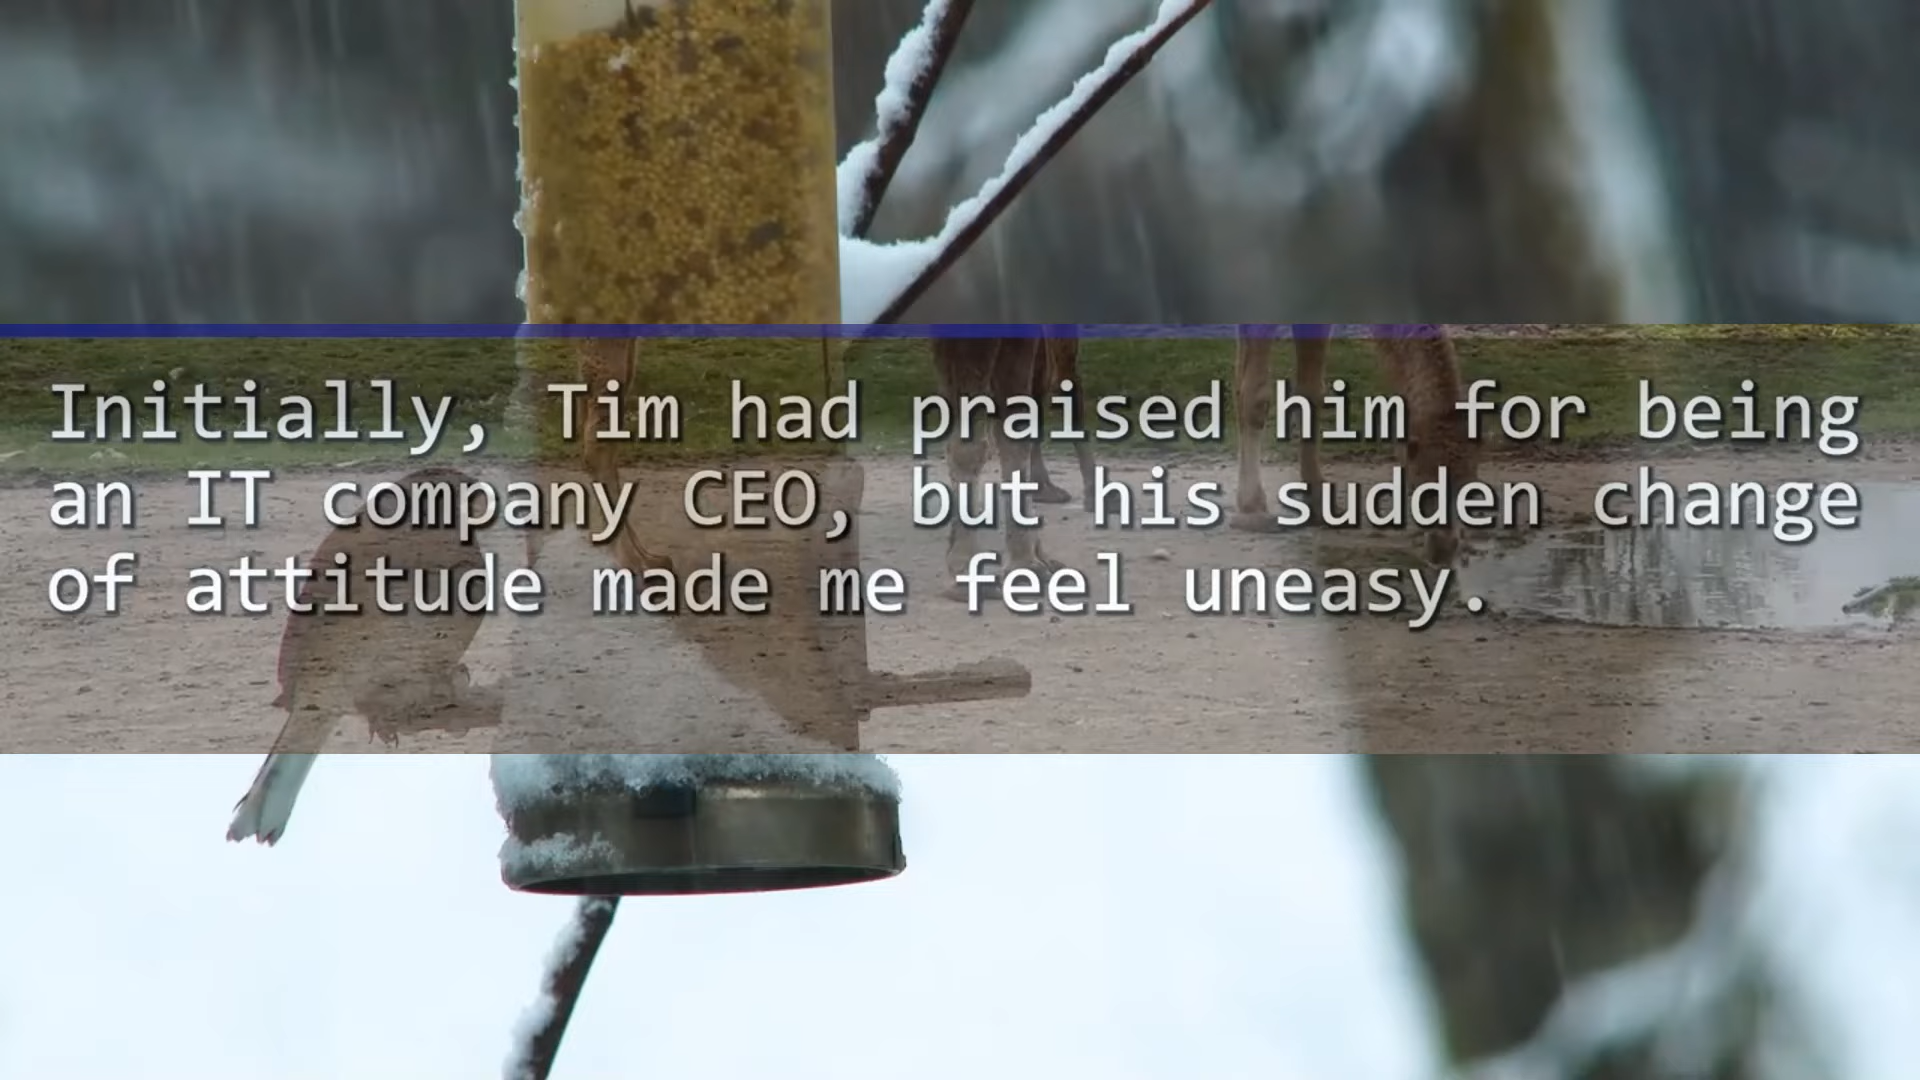 Initially, Tim had praised him for being
an IT company CEO, but his sudden change
of attitude made me feel uneasy.